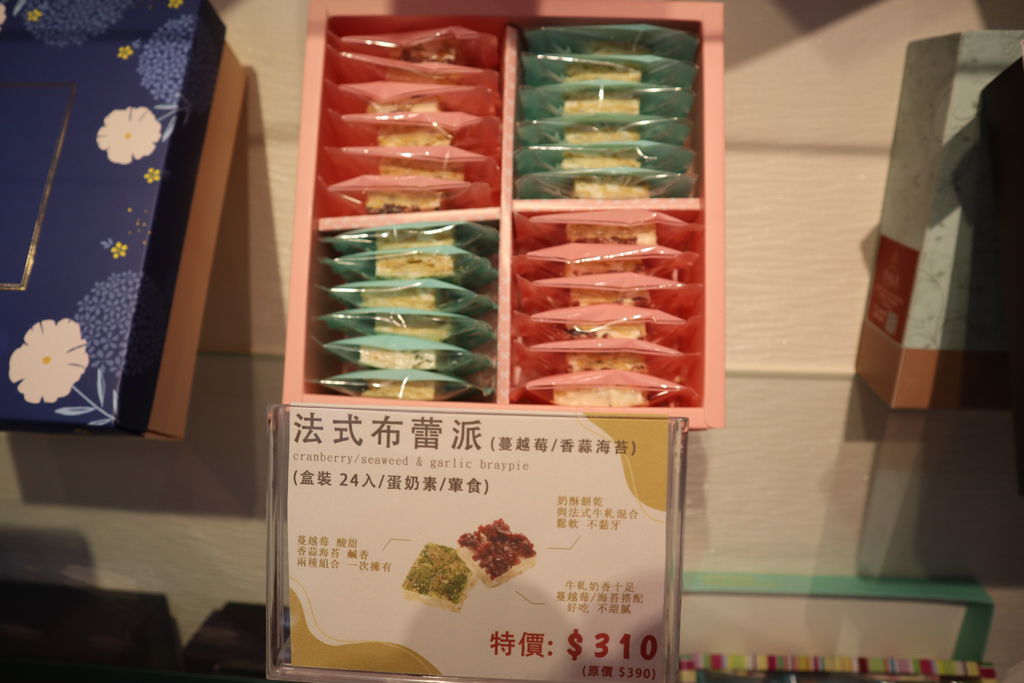 法式布蕾派 (蔓越莓/香蒜海苔)
cranberry/seaweed & garlic braypie
(盒裝 24入/蛋奶素/葷食)
奶酥餅乾
與法式牛軋混合
鬆軟 不黏牙
蔓越莓 酸甜
香蒜海苔 鹹香
兩種組合 一次擁有
牛軋奶香十足
蔓越莓/海苔搭配
好吃 不甜膩
特價: $310
(原價 $390)